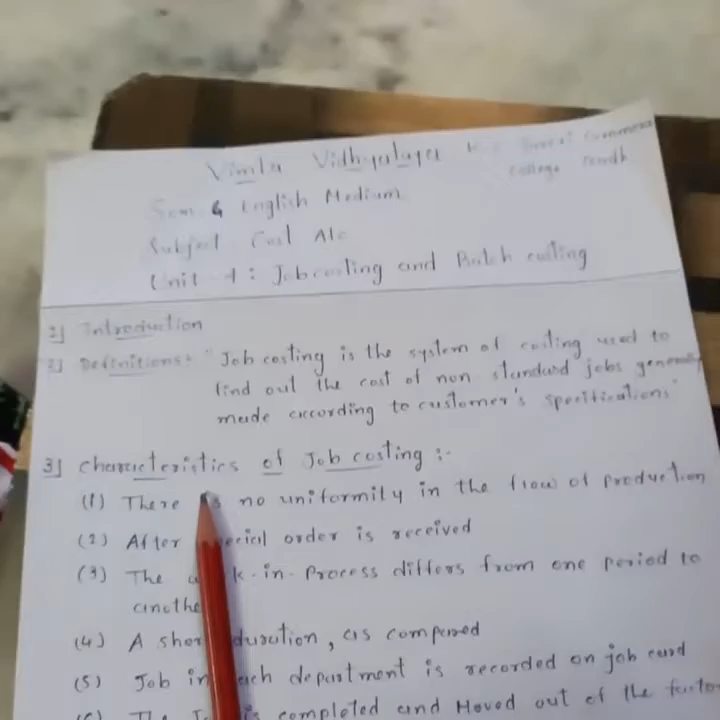 Vimla Vidhyalaya
college
Sem 4 English Medium
Subject Cost A/c
Unit 1: Job costing and Batch costing
1] Introduction
2] Definitions:- "Job costing is the system of costing used to
find out the cost of non standard jobs generally
made according to customer's specifications"
3] Characteristics of Job costing :-
(1) There is no uniformity in the flow of production
(2) After order is received
(3) The k-in-Process differs from one period to
(4) A duration, as compared
(5) Job in department is recorded on job card
completed and Moved out of the